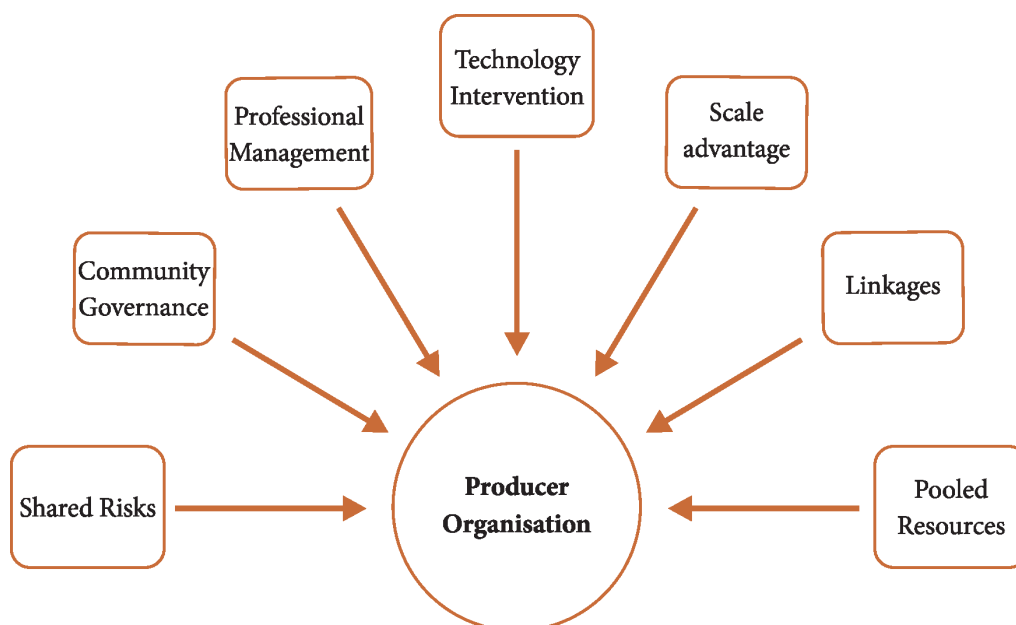 Technology
Intervention
Professional
Management
Scale
advantage
Community
Governance
Linkages
Shared Risks
Producer
Organisation
Pooled
Resources